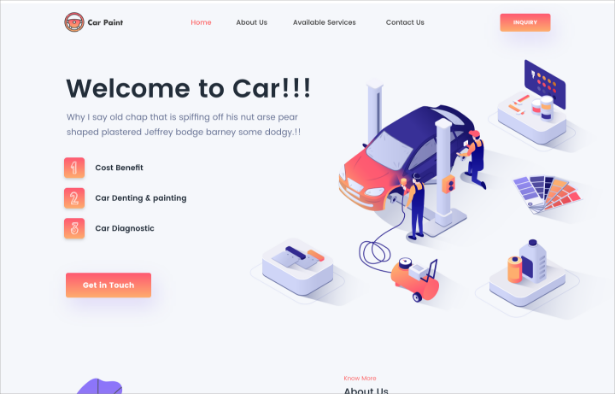 Car Paint
Home
About Us
Available Services
Contact Us
INQUIRY
Welcome to Car!!!
Why I say old chap that is spiffing off his nut arse pear
shaped plastered Jeffrey bodge barney some dodgy.!!
1 Cost Benefit
2 Car Denting & painting
3 Car Diagnostic
Get in Touch
Know More
About Us